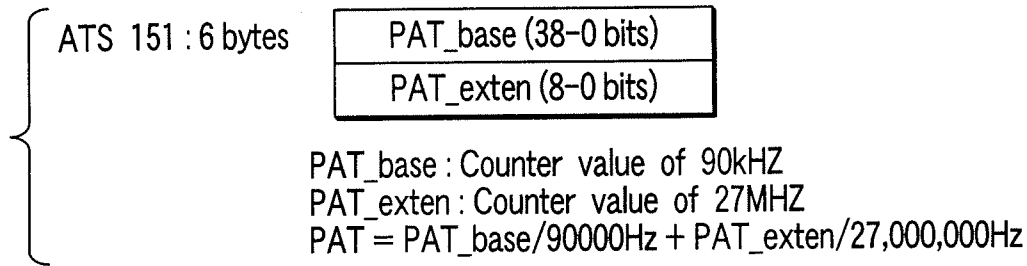 ATS 151 : 6 bytes
PAT_base (38-0 bits)
PAT_exten (8-0 bits)
PAT_base : Counter value of 90kHZ
PAT_exten : Counter value of 27MHZ
PAT = PAT_base/90000Hz + PAT_exten/27,000,000Hz